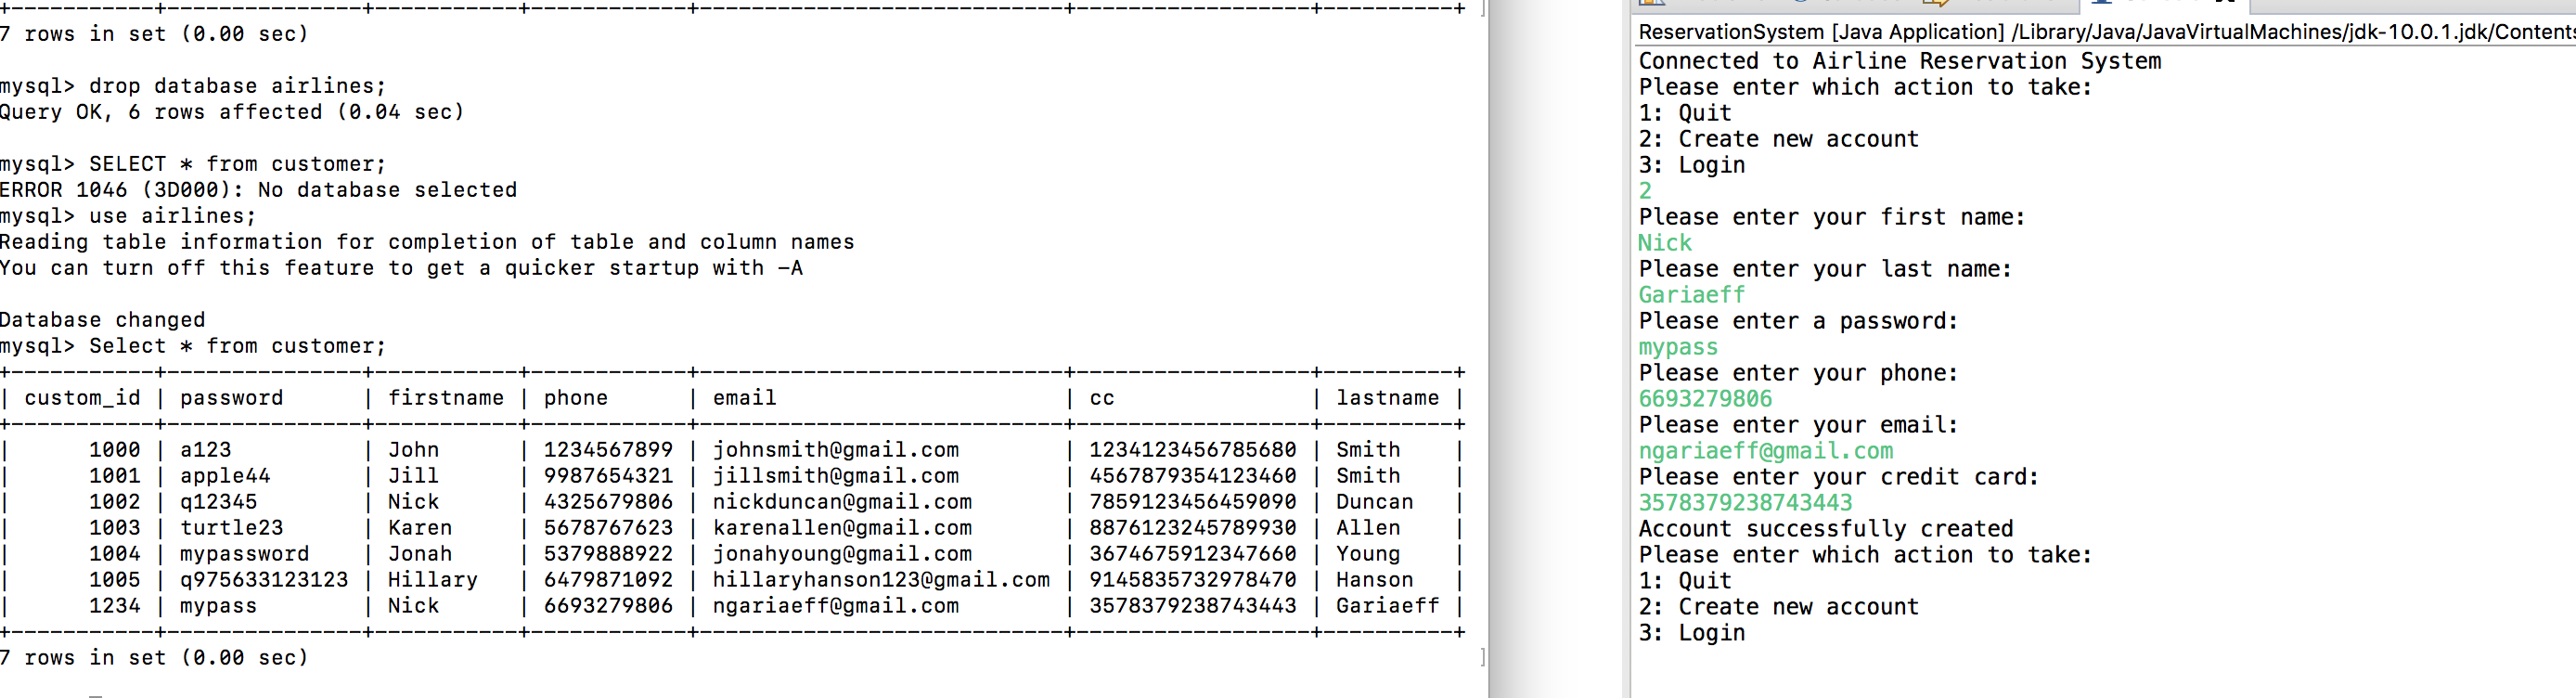 +-----------+---------------+-----------+------------+----------------------------+------------------+----------+
7 rows in set (0.00 sec)
mysql> drop database airlines;
Query OK, 6 rows affected (0.04 sec)
mysql> SELECT * from customer;
ERROR 1046 (3D000): No database selected
mysql> use airlines;
Reading table information for completion of table and column names
You can turn off this feature to get a quicker startup with -A
Database changed
mysql> Select * from customer;
+-----------+---------------+-----------+------------+----------------------------+------------------+----------+
| custom_id | password      | firstname | phone      | email                      | cc               | lastname |
+-----------+---------------+-----------+------------+----------------------------+------------------+----------+
|      1000 | a123          | John      | 1234567899 | johnsmith@gmail.com        | 1234123456785680 | Smith    |
|      1001 | apple44       | Jill      | 9987654321 | jillsmith@gmail.com        | 4567879354123460 | Smith    |
|      1002 | q12345        | Nick      | 4325679806 | nickduncan@gmail.com       | 7859123456459090 | Duncan   |
|      1003 | turtle23      | Karen     | 5678767623 | karenallen@gmail.com       | 8876123245789930 | Allen    |
|      1004 | mypassword    | Jonah     | 5379888922 | jonahyoung@gmail.com       | 3674675912347660 | Young    |
|      1005 | q975633123123 | Hillary   | 6479871092 | hillaryhanson123@gmail.com | 9145835732978470 | Hanson   |
|      1234 | mypass        | Nick      | 6693279806 | ngariaeff@gmail.com        | 3578379238743443 | Gariaeff |
+-----------+---------------+-----------+------------+----------------------------+------------------+----------+
7 rows in set (0.00 sec)
ReservationSystem [Java Application] /Library/Java/JavaVirtualMachines/jdk-10.0.1.jdk/Contents
Connected to Airline Reservation System
Please enter which action to take:
1: Quit
2: Create new account
3: Login
2
Please enter your first name:
Nick
Please enter your last name:
Gariaeff
Please enter a password:
mypass
Please enter your phone:
6693279806
Please enter your email:
ngariaeff@gmail.com
Please enter your credit card:
3578379238743443
Account successfully created
Please enter which action to take:
1: Quit
2: Create new account
3: Login